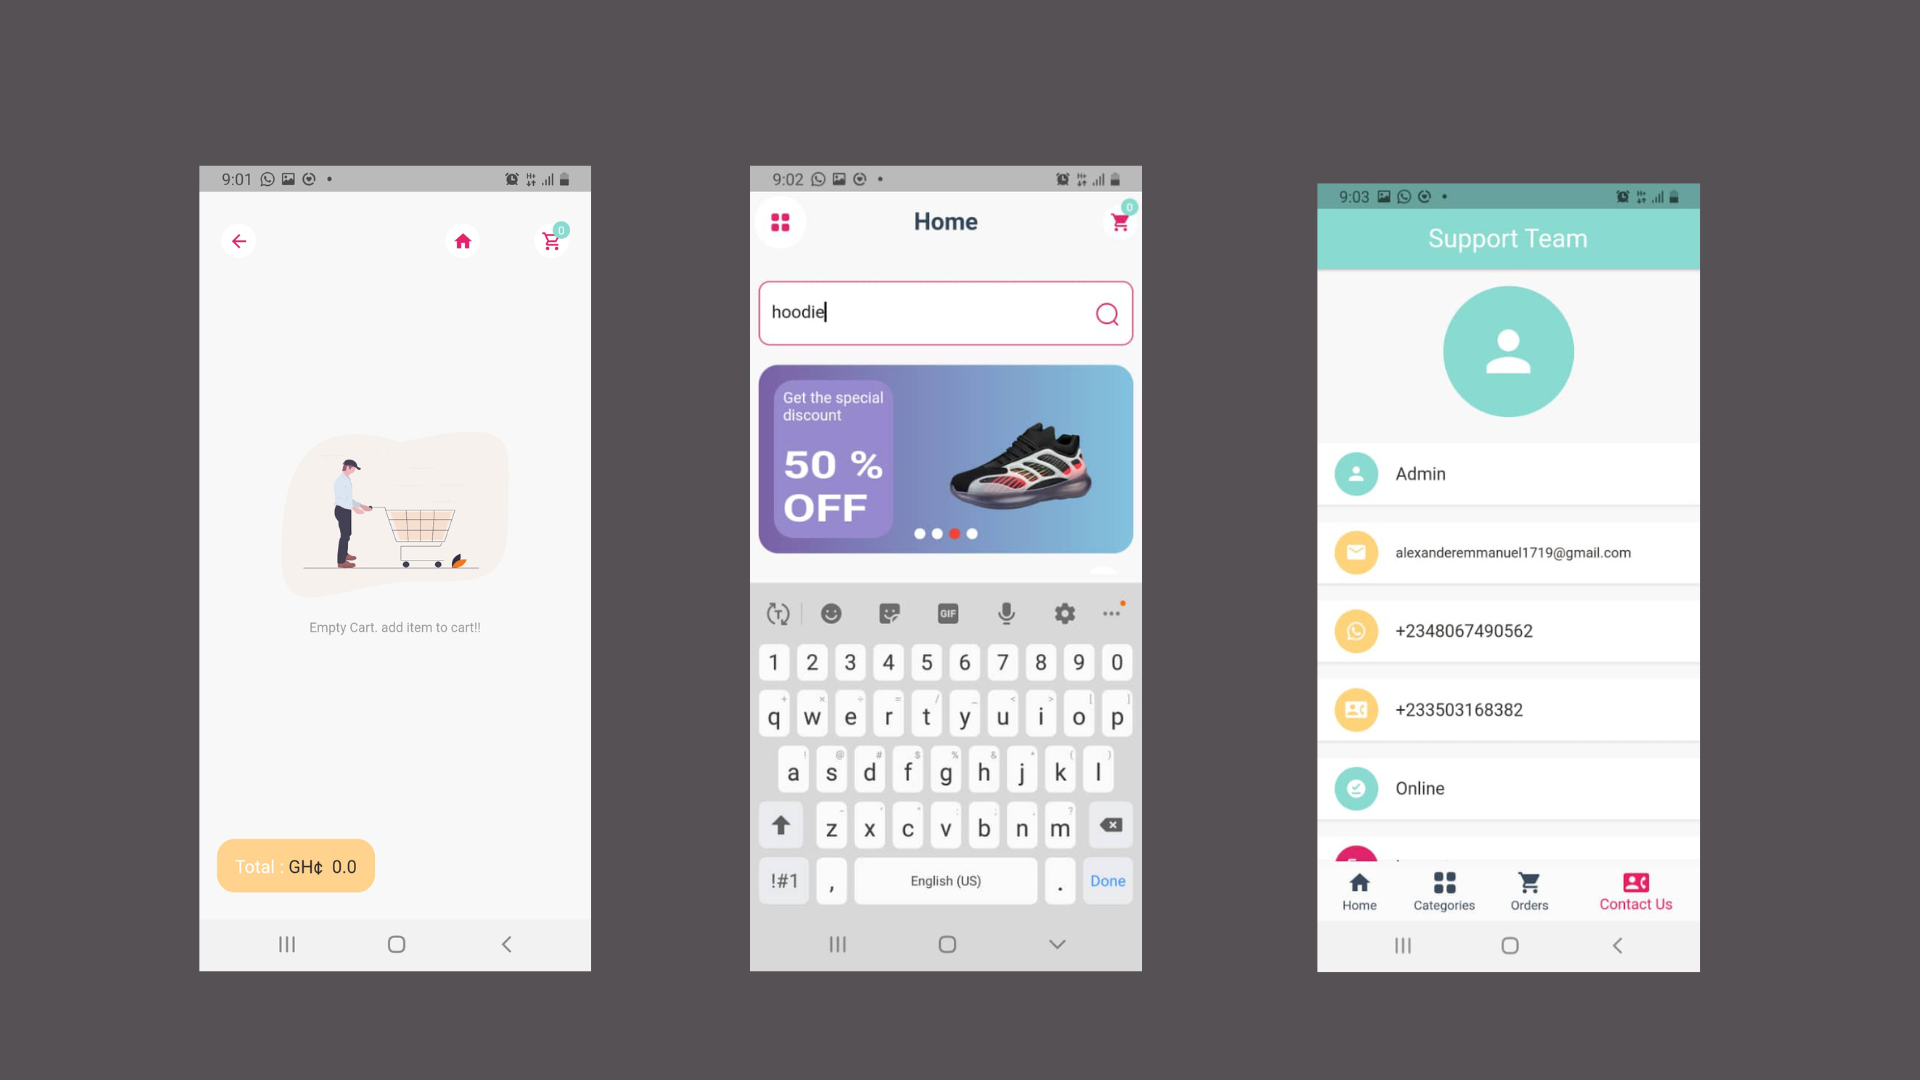 9:01
0
Empty Cart. add item to cart!!
Total : GH¢ 0.0
9:02
Home
0
hoodie
Get the special
discount
50 %
OFF
GIF
1 2 3 4 5 6 7 8 9 0
q w e r t y u i o p
a s d f g h j k l
z x c v b n m
!#1 , English (US) . Done
9:03
Support Team
Admin
alexanderemmanuel1719@gmail.com
+2348067490562
+233503168382
Online
Home Categories Orders Contact Us